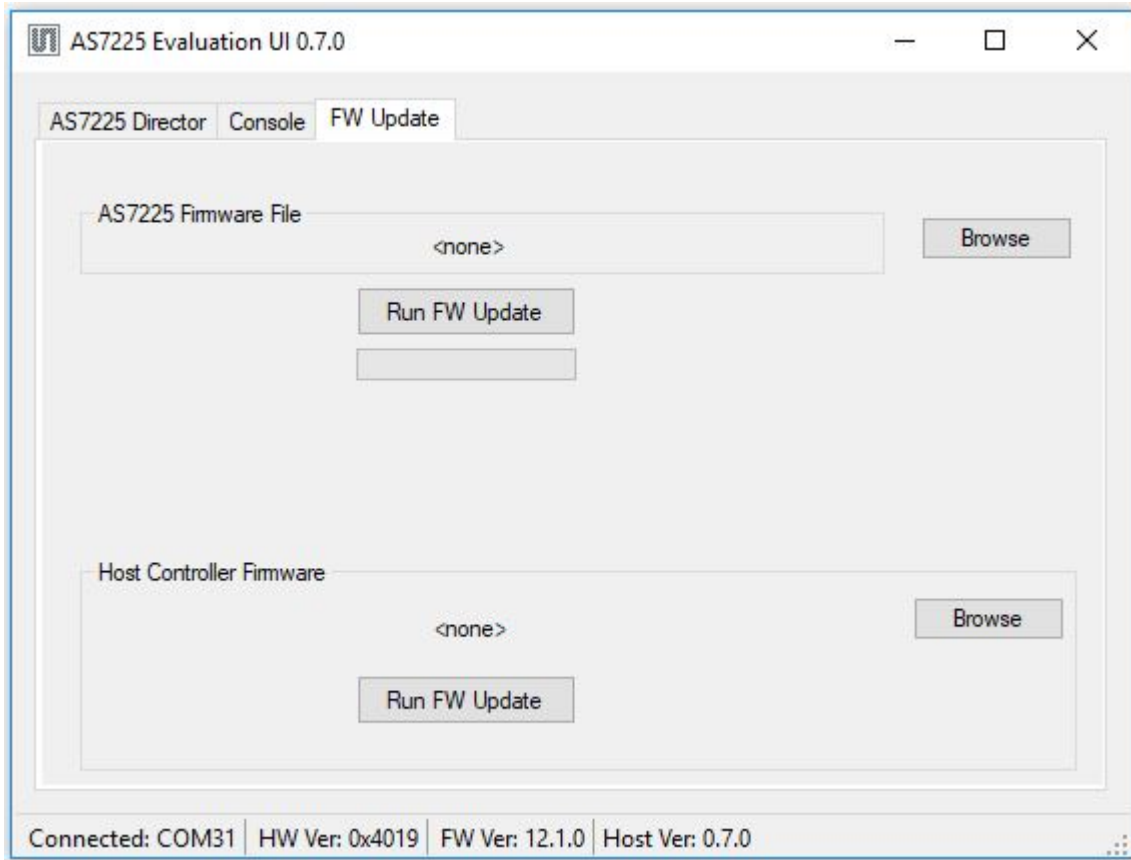 AS7225 Evaluation UI 0.7.0
AS7225 Director Console FW Update
AS7225 Firmware File
<none>
Browse
Run FW Update
Host Controller Firmware
<none>
Browse
Run FW Update
Connected: COM31 HW Ver: 0x4019 FW Ver: 12.1.0 Host Ver: 0.7.0